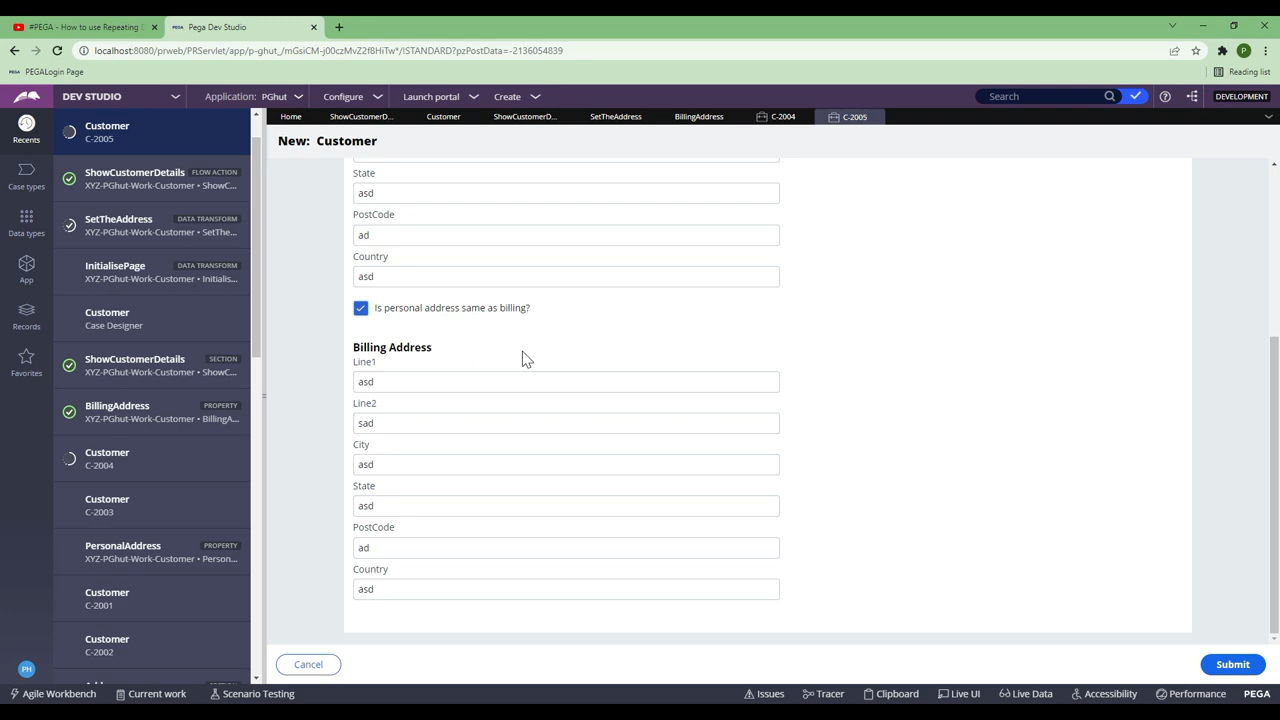 #PEGA - How to use Repeating D
PEGA
Pega Dev Studio
localhost:8080/prweb/PRServlet/app/p-ghut_/mGsiCM-j00czMvZ2f8HiTw*/!STANDARD?pzPostData=-2136054839
P
PEGA
PEGALogin Page
Reading list
DEV STUDIO
Application: PGhut
Configure
Launch portal
Create
Search
DEVELOPMENT
Home
ShowCustomerD...
Customer
ShowCustomerD...
SetTheAddress
BillingAddress
C-2004
C-2005
Recents
Case types
Data types
App
Records
Favorites
PH
Customer
C-2005
ShowCustomerDetails FLOW ACTION
XYZ-PGhut-Work-Customer • ShowC...
SetTheAddress DATA TRANSFORM
XYZ-PGhut-Work-Customer • SetThe...
InitialisePage DATA TRANSFORM
XYZ-PGhut-Work-Customer • Initialis...
Customer
Case Designer
ShowCustomerDetails SECTION
XYZ-PGhut-Work-Customer • ShowC...
BillingAddress PROPERTY
XYZ-PGhut-Work-Customer • BillingA...
Customer
C-2004
Customer
C-2003
PersonalAddress PROPERTY
XYZ-PGhut-Work-Customer • Person...
Customer
C-2001
Customer
C-2002
New: Customer
State
asd
PostCode
ad
Country
asd
Is personal address same as billing?
Billing Address
Line1
asd
Line2
sad
City
asd
State
asd
PostCode
ad
Country
asd
Cancel
Submit
Agile Workbench
Current work
Scenario Testing
Issues
Tracer
Clipboard
Live UI
Live Data
Accessibility
Performance
PEGA